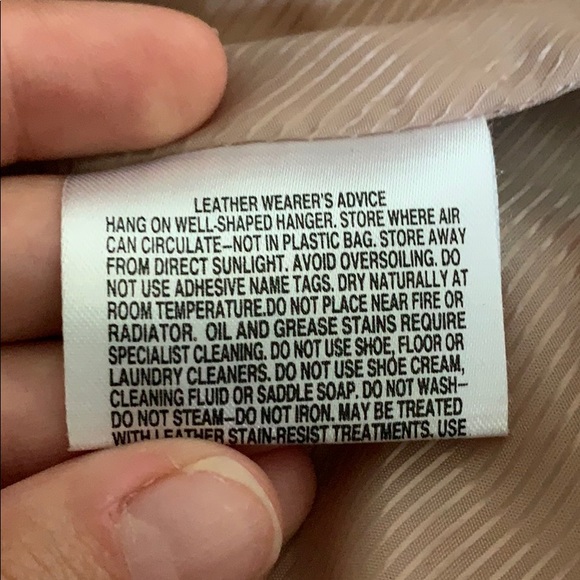 LEATHER WEARER'S ADVICE
HANG ON WELL-SHAPED HANGER. STORE WHERE AIR
CAN CIRCULATE–NOT IN PLASTIC BAG. STORE AWAY
FROM DIRECT SUNLIGHT. AVOID OVERSOILING. DO
NOT USE ADHESIVE NAME TAGS. DRY NATURALLY AT
ROOM TEMPERATURE.DO NOT PLACE NEAR FIRE OR
RADIATOR. OIL AND GREASE STAINS REQUIRE
SPECIALIST CLEANING. DO NOT USE SHOE, FLOOR OR
LAUNDRY CLEANERS. DO NOT USE SHOE CREAM,
CLEANING FLUID OR SADDLE SOAP. DO NOT WASH–
DO NOT STEAM–DO NOT IRON. MAY BE TREATED
WITH LEATHER STAIN-RESIST TREATMENTS. USE